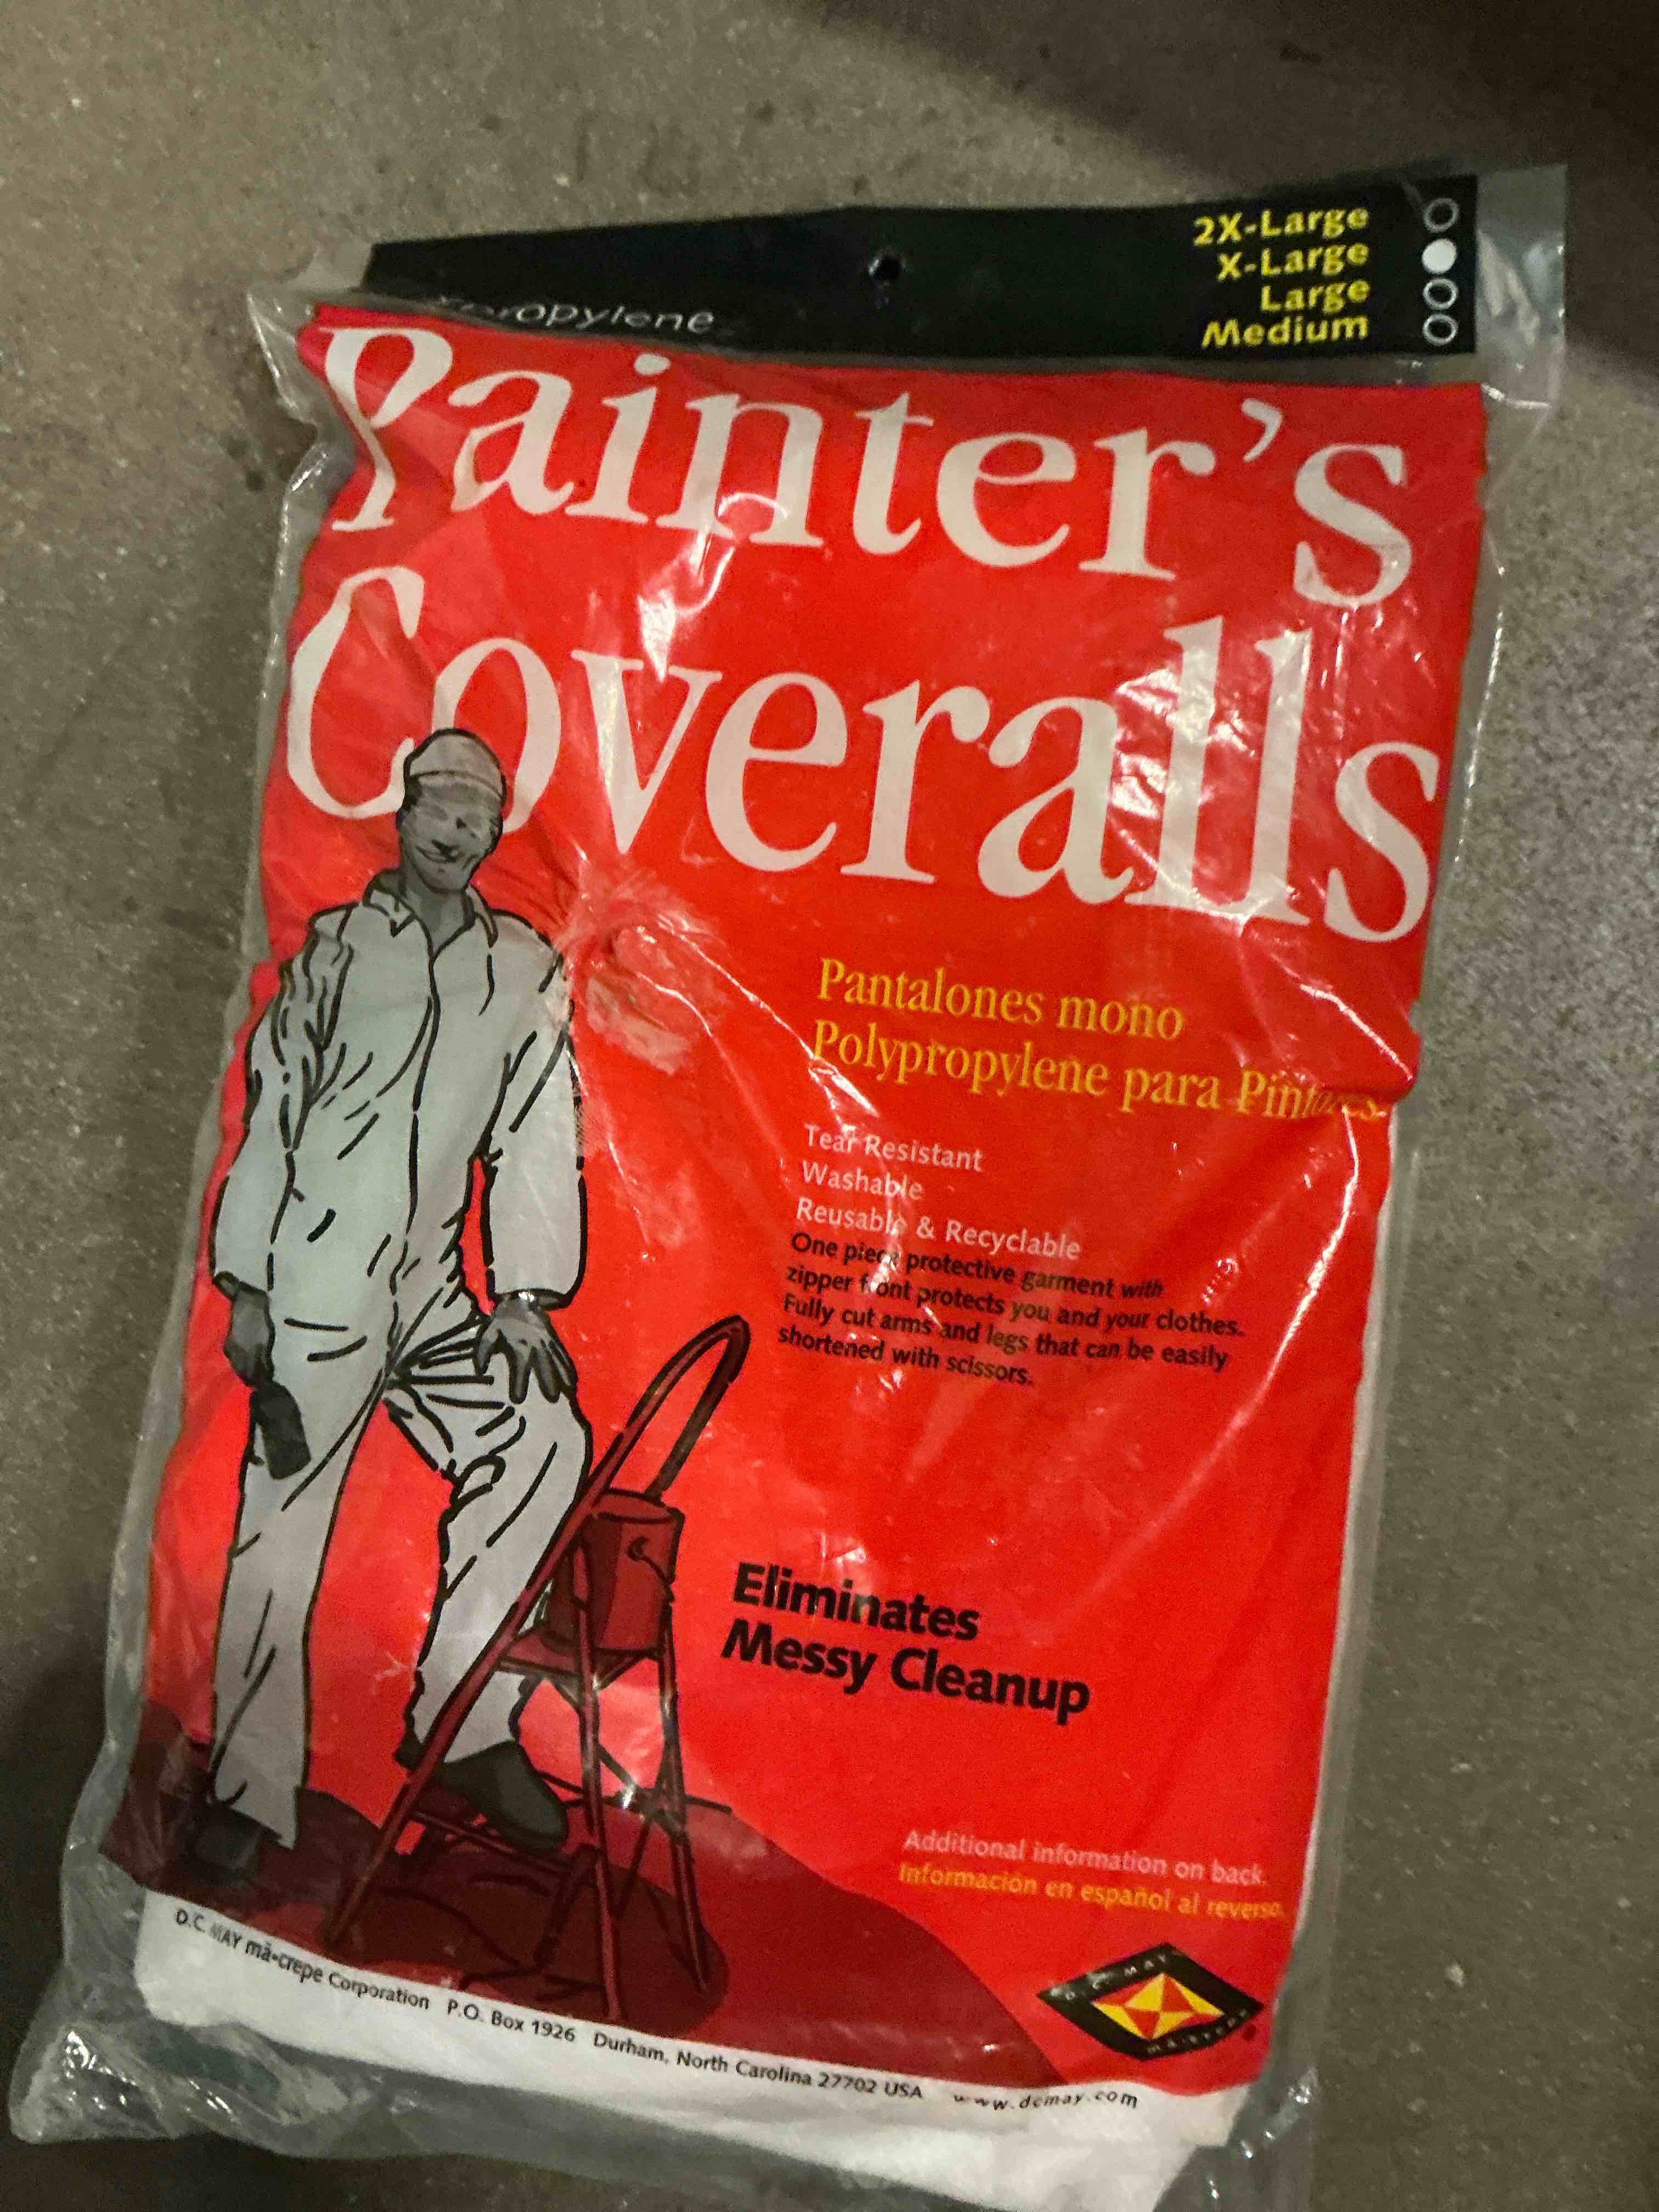 2X-Large
X-Large
Large
Medium
Painter's
Coveralls
Pantalones mono
Polypropylene para Pintores
Tear Resistant
Washable
Reusable & Recyclable
One piece protective garment with
zipper front protects you and your clothes.
Fully cut arms and legs that can be easily
shortened with scissors.
Eliminates
Messy Cleanup
Additional information on back.
Información en español al reverso.
D.C. MAY
D.C. MAY mā-crepe Corporation P.O. Box 1926 Durham, North Carolina 27702 USA www.dcmay.com